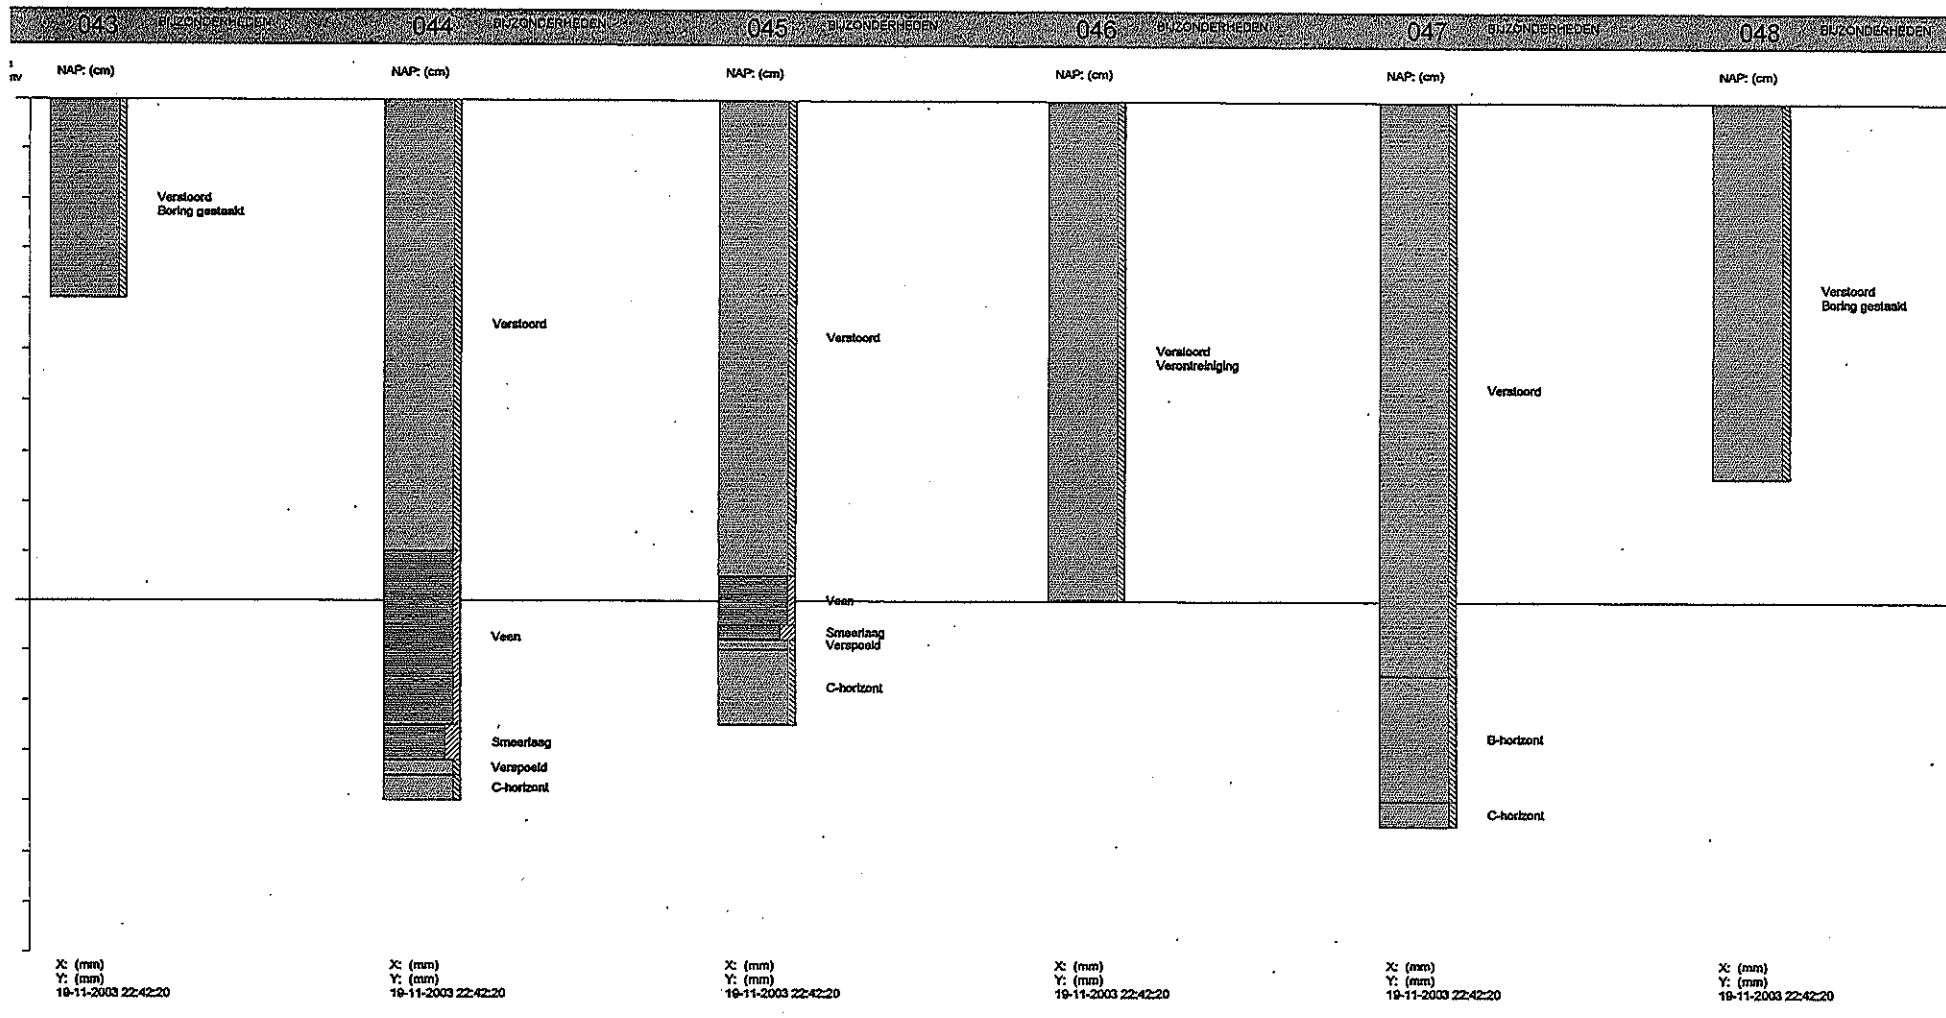 043 BIJZONDERHEDEN 044 BIJZONDERHEDEN 045 BIJZONDERHEDEN 046 BIJZONDERHEDEN 047 BIJZONDERHEDEN 048 BIJZONDERHEDEN
NAP: (cm) NAP: (cm) NAP: (cm) NAP: (cm) NAP: (cm) NAP: (cm)
Verstoord
Boring gestaakt
Verstoord
Veen
Smeerlaag
Verspoeld
C-horizont
Verstoord
Veen
Smeerlaag
Verspoeld
C-horizont
Verstoord
Verontreiniging
Verstoord
B-horizont
C-horizont
Verstoord
Boring gestaakt
X: (mm) X: (mm) X: (mm) X: (mm) X: (mm) X: (mm)
Y: (mm) Y: (mm) Y: (mm) Y: (mm) Y: (mm) Y: (mm)
19-11-2003 22:42:20 19-11-2003 22:42:20 19-11-2003 22:42:20 19-11-2003 22:42:20 19-11-2003 22:42:20 19-11-2003 22:42:20